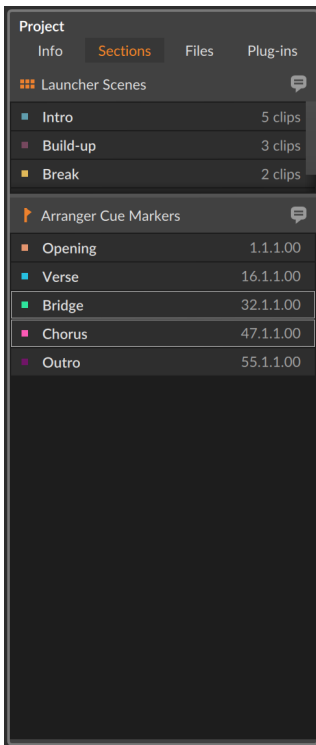 Project
Info Sections Files Plug-ins
Launcher Scenes
Intro 5 clips
Build-up 3 clips
Break 2 clips
Arranger Cue Markers
Opening 1.1.1.00
Verse 16.1.1.00
Bridge 32.1.1.00
Chorus 47.1.1.00
Outro 55.1.1.00